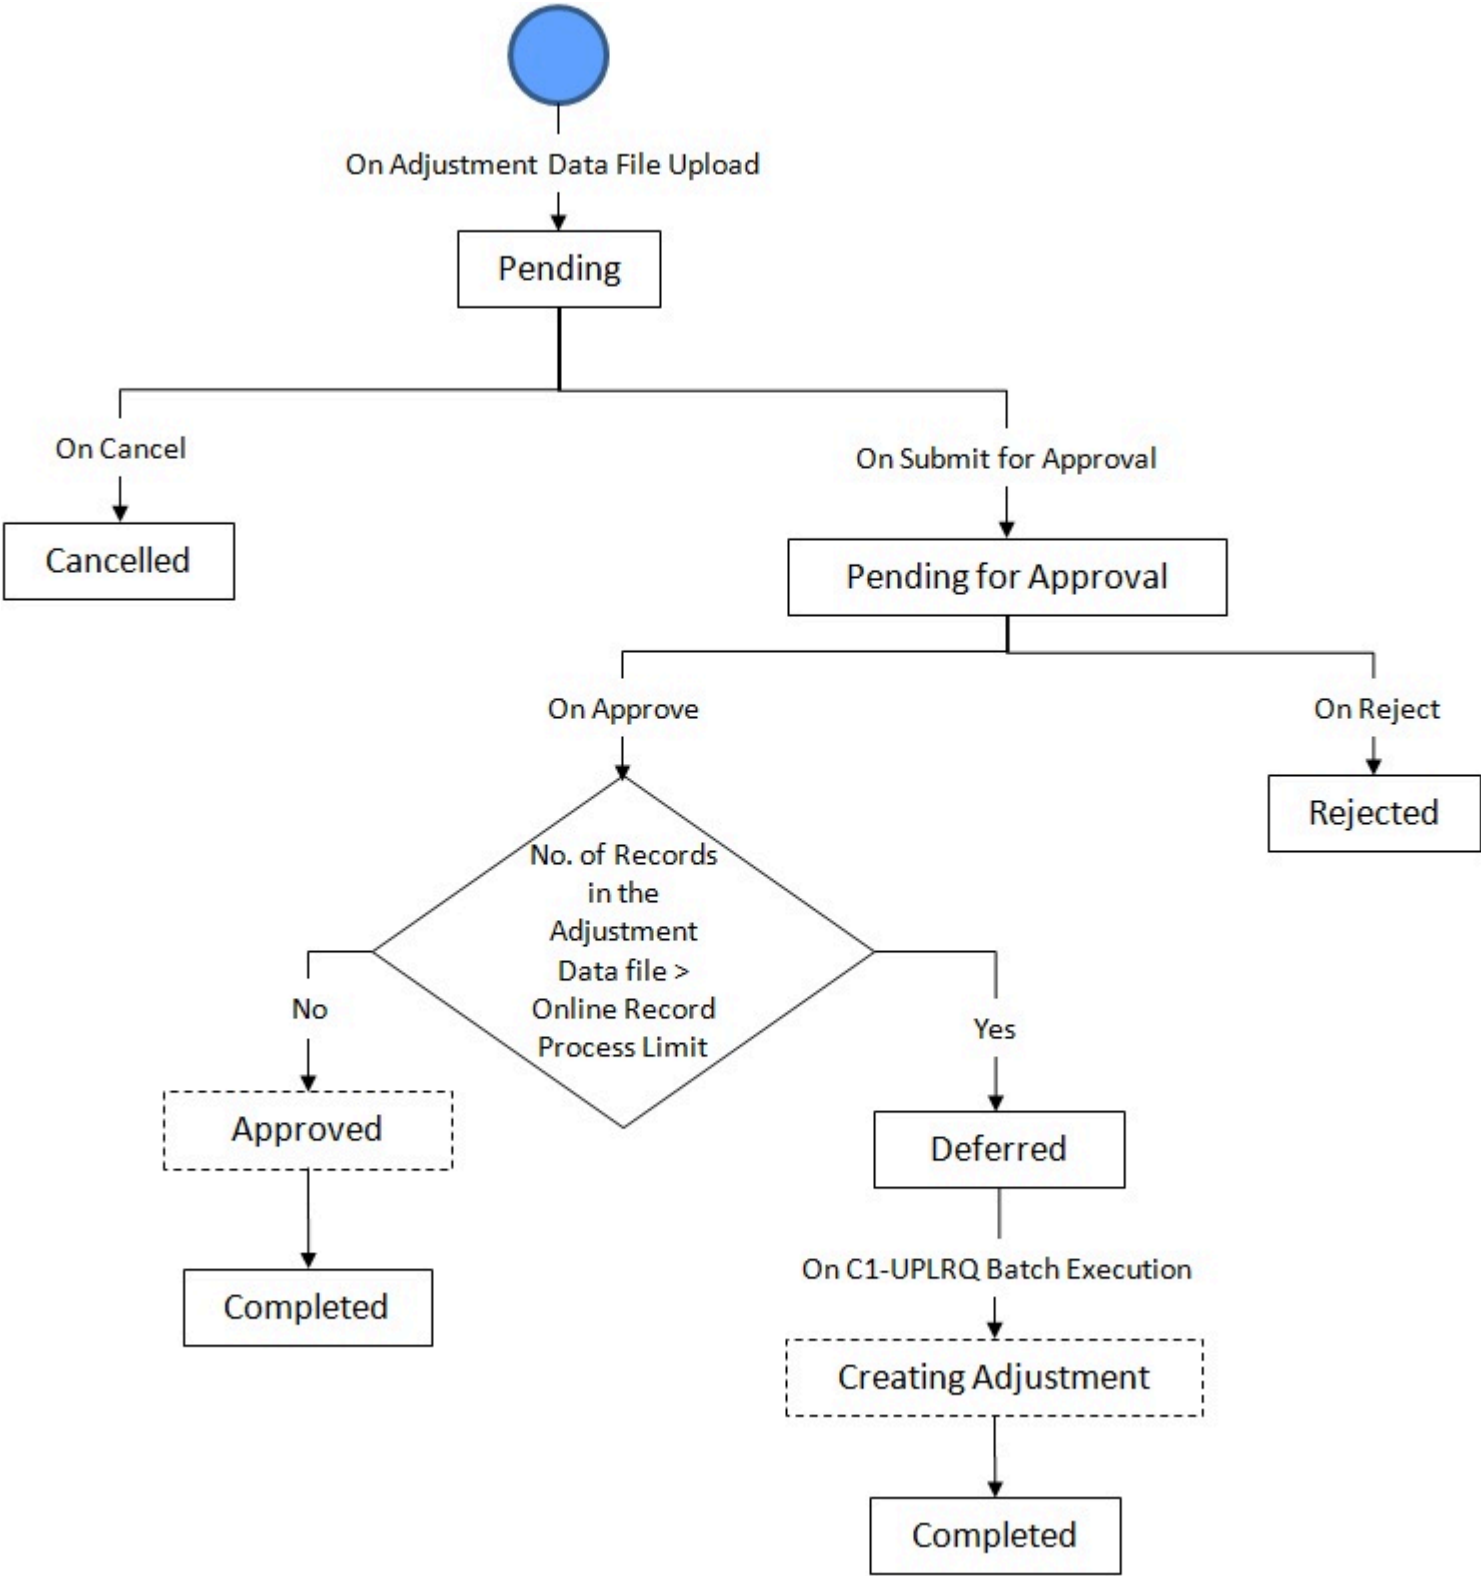 On Adjustment Data File Upload
Pending
On Cancel
On Submit for Approval
Cancelled
Pending for Approval
On Approve
On Reject
Rejected
No. of Records
in the
Adjustment
Data file >
Online Record
Process Limit
No
Yes
Approved
Deferred
On C1-UPLRQ Batch Execution
Completed
Creating Adjustment
Completed